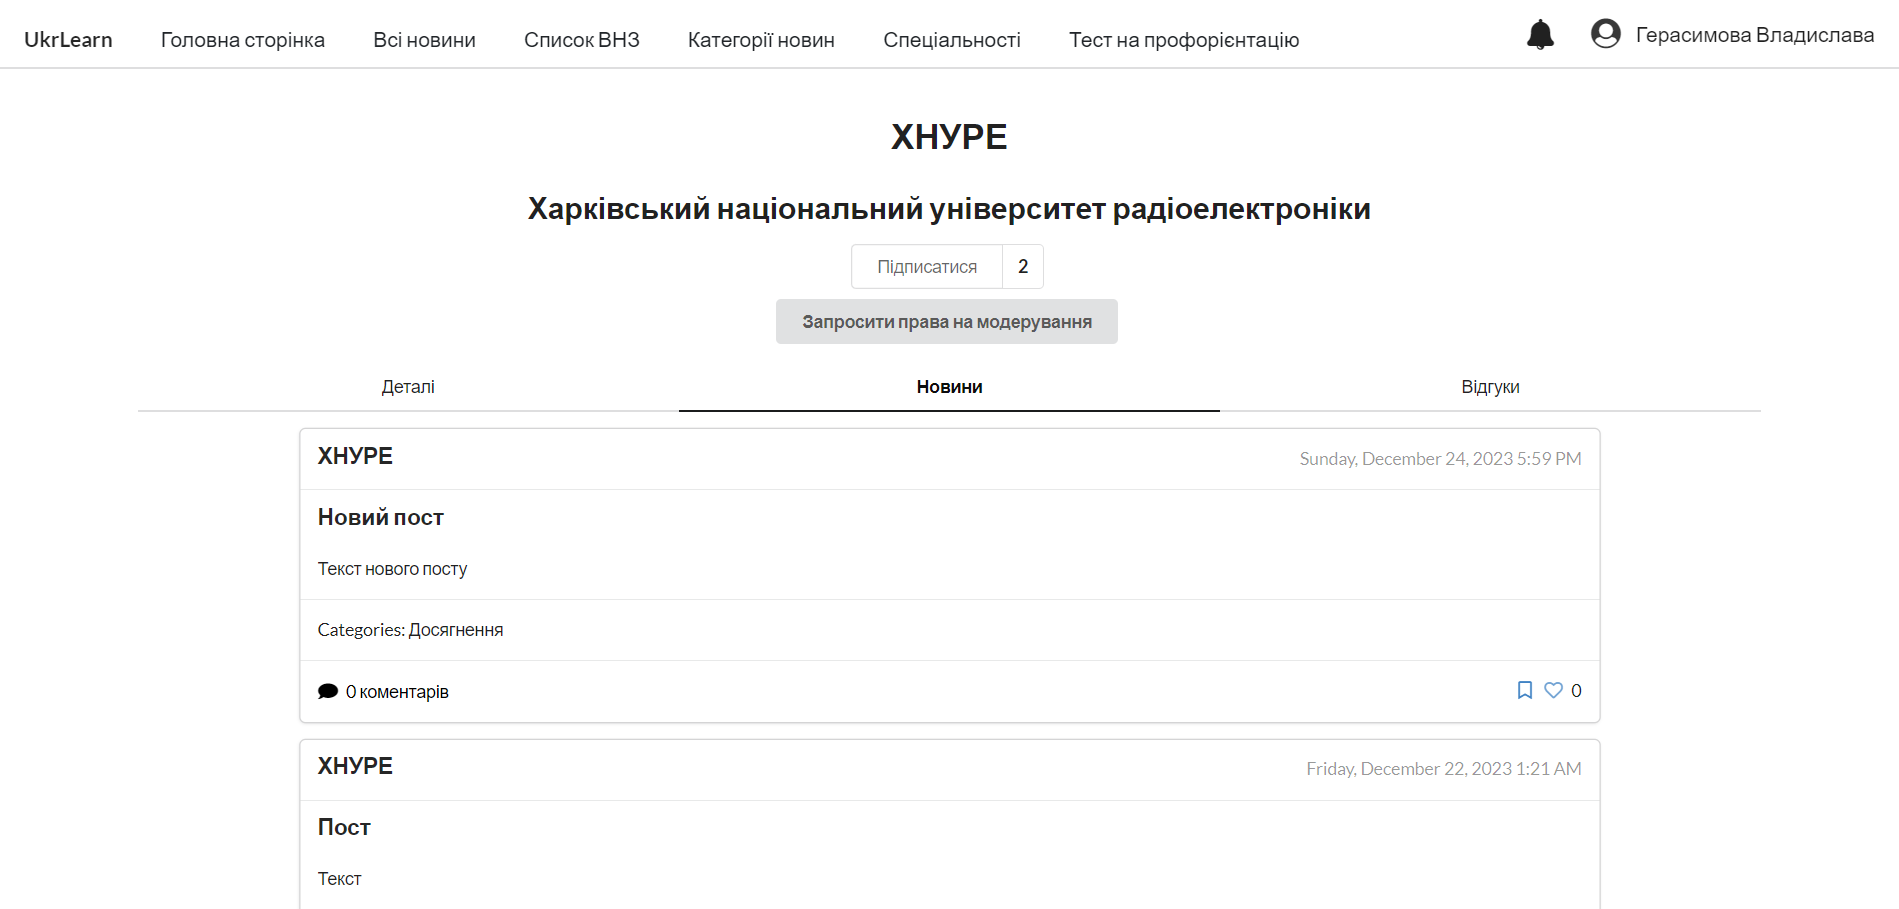 UkrLearn Головна сторінка Всі новини Список ВНЗ Категорії новин Спеціальності Тест на профорієнтацію Герасимова Владислава
ХНУРЕ
Харківський національний університет радіоелектроніки
Підписатися 2
Запросити права на модерування
Деталі Новини Відгуки
ХНУРЕ Sunday, December 24, 2023 5:59 PM
Новий пост
Текст нового посту
Categories: Досягнення
0 коментарів 0
ХНУРЕ Friday, December 22, 2023 1:21 AM
Пост
Текст